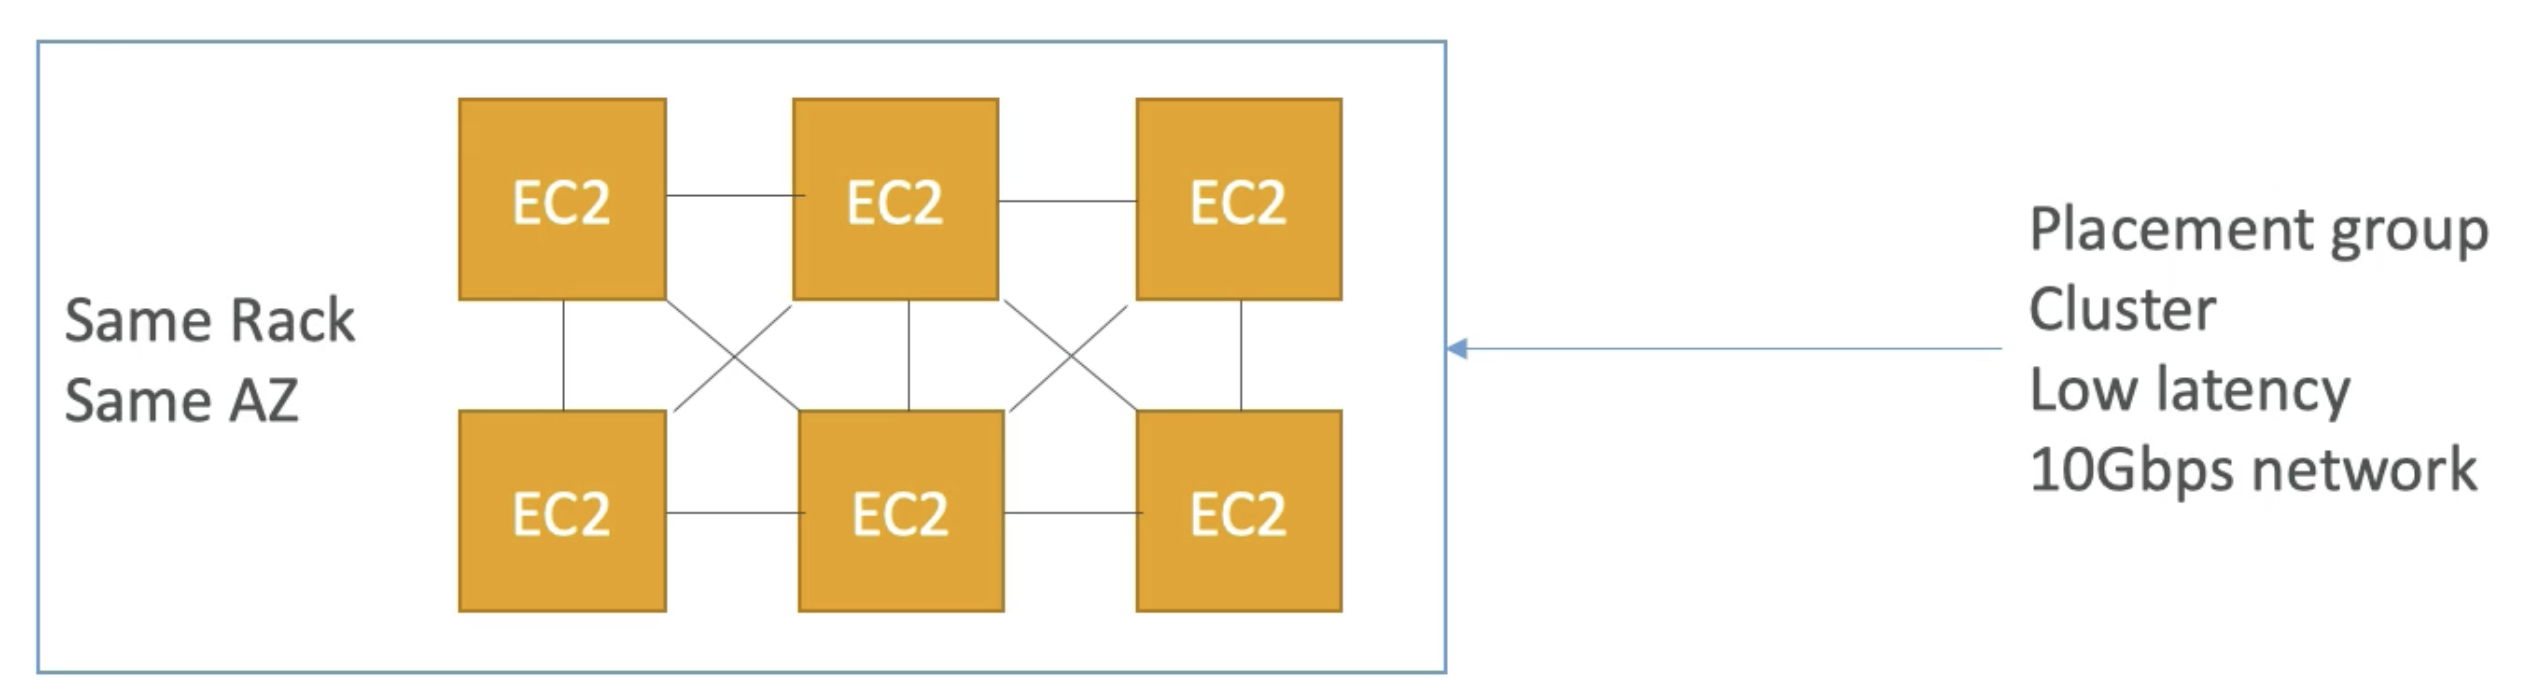 EC2
EC2
EC2
Same Rack
Same AZ
EC2
EC2
EC2
Placement group
Cluster
Low latency
10Gbps network